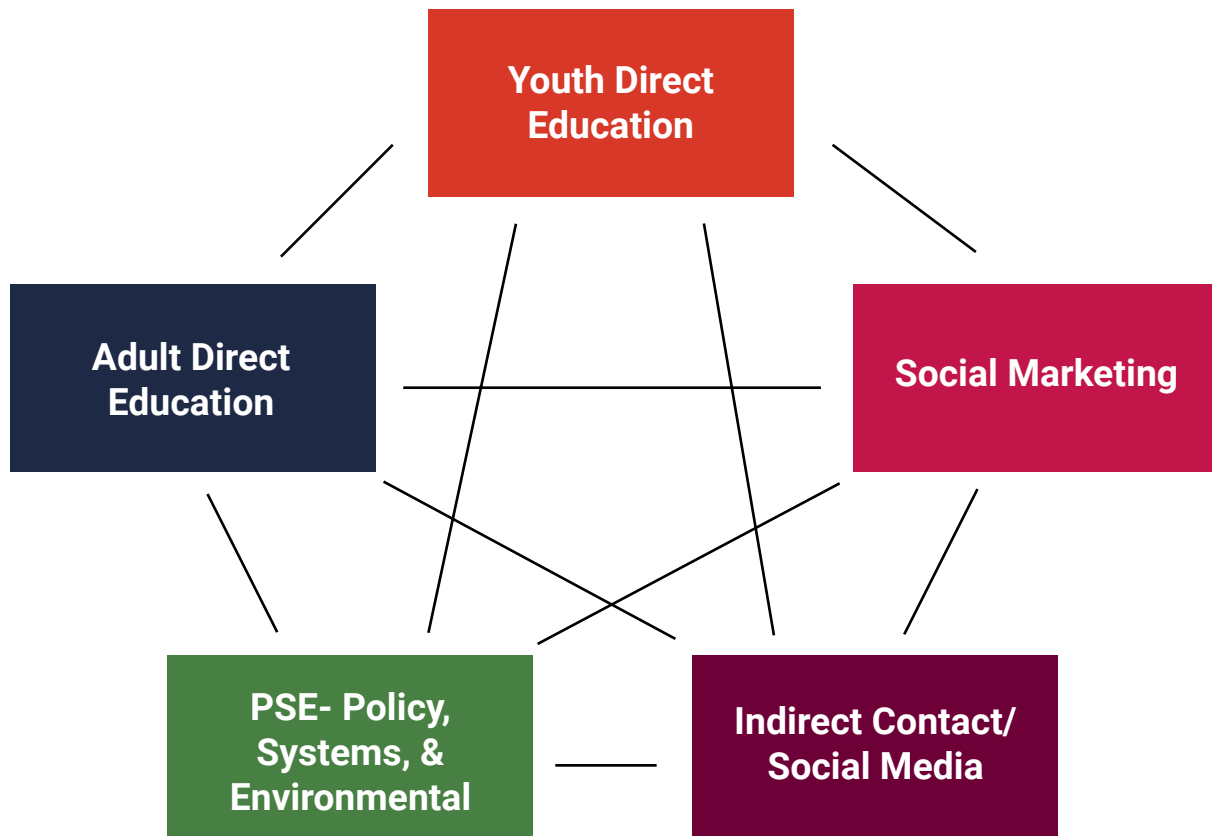 Youth Direct
Education
Adult Direct
Education
Social Marketing
PSE- Policy,
Systems, &
Environmental
Indirect Contact/
Social Media